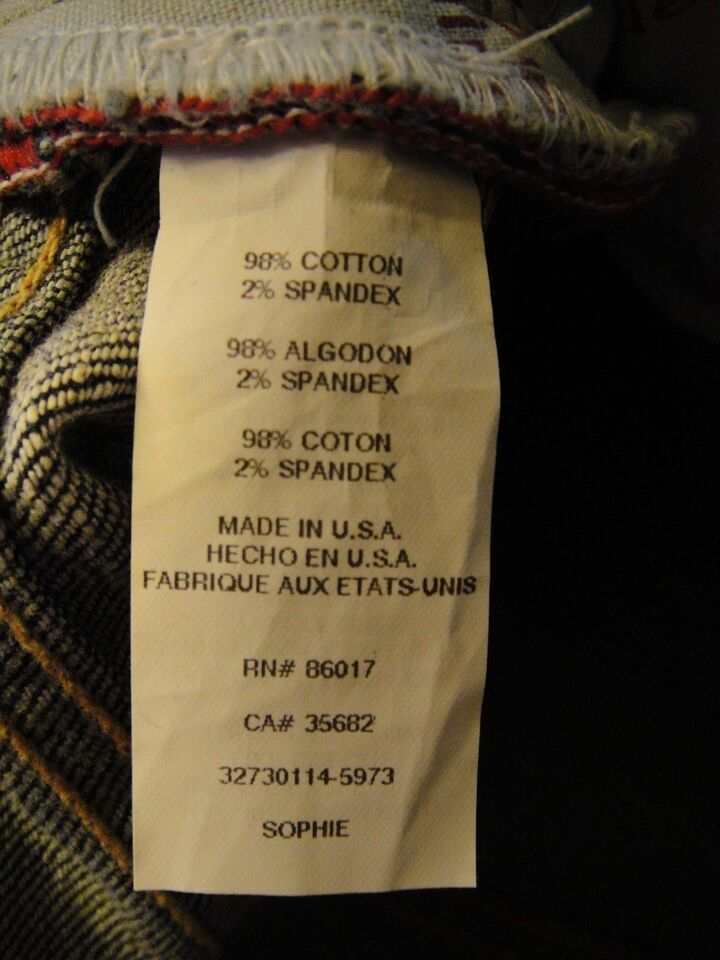 98% COTTON
2% SPANDEX
98% ALGODON
2% SPANDEX
98% COTON
2% SPANDEX
MADE IN U.S.A.
HECHO EN U.S.A.
FABRIQUE AUX ETATS-UNIS
RN# 86017
CA# 35682
32730114-5973
SOPHIE